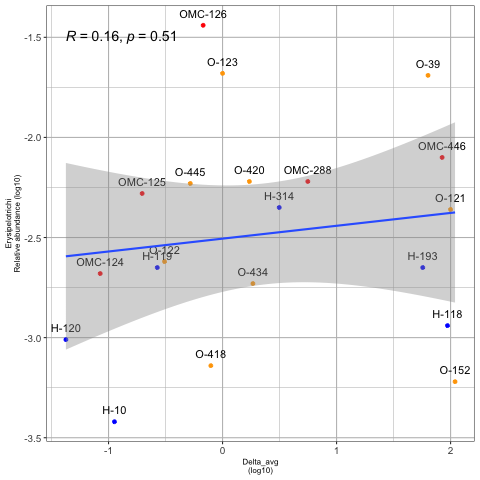 OMC-126
R = 0.16, p = 0.51
O-123
O-39
OMC-446
O-445
O-420
OMC-288
OMC-125
H-314
O-121
O-122
H-119
H-193
OMC-124
O-434
H-118
H-120
O-418
O-152
H-10
-1.5
-2.0
-2.5
-3.0
-3.5
Erysipelotrichi
Relative abundance (log10)
-1
0
1
2
Delta_avg
(log10)